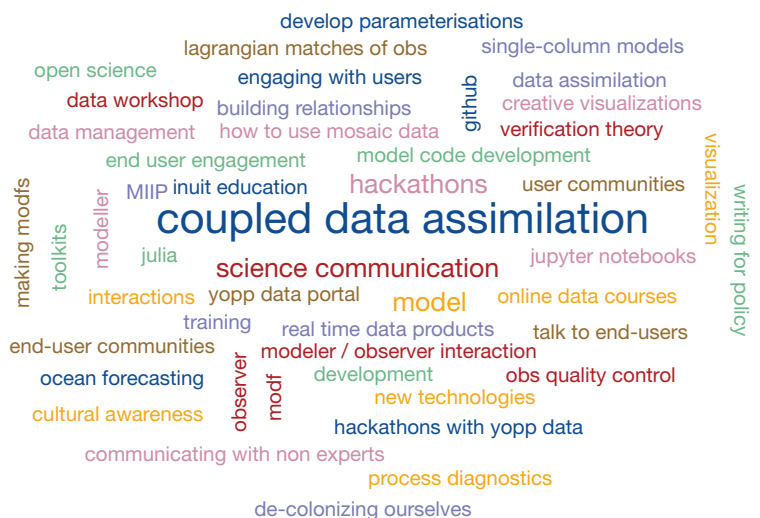 develop parameterisations
lagrangian matches of obs
single-column models
open science
engaging with users
github
data assimilation
data workshop
building relationships
creative visualizations
data management
how to use mosaic data
verification theory
end user engagement
model code development
visualization
MIIP
inuit education
hackathons
user communities
writing for policy
making modfs
toolkits
modeller
coupled data assimilation
julia
science communication
jupyter notebooks
interactions
yopp data portal
model
online data courses
training
real time data products
talk to end-users
end-user communities
observer
modeler / observer interaction
ocean forecasting
modf
development
obs quality control
cultural awareness
new technologies
hackathons with yopp data
communicating with non experts
process diagnostics
de-colonizing ourselves